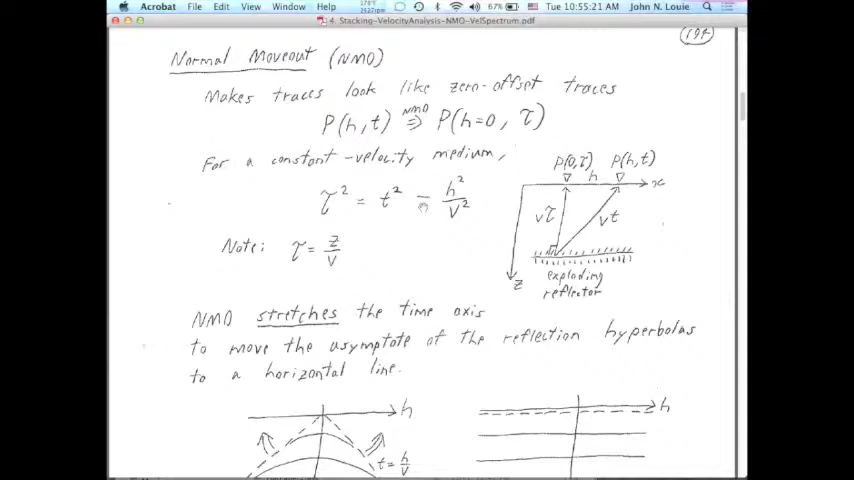 Acrobat File Edit View Window Help 67% Tue 10:55:21 AM John N. Louie
4. Stacking-VelocityAnalysis-NMO-VelSpectrum.pdf
Normal Moveout (NMO)
Makes traces look like zero-offset traces
P(h,t) NMO ⇒ P(h=0, τ)
For a constant-velocity medium,
τ² = t² − h²/v²
Note: τ = z/v
P(0,τ) P(h,t)
h
x
vτ vt
z
exploding
reflector
NMO stretches the time axis
to move the asymptote of the reflection hyperbolas
to a horizontal line.
h h
t = h/v